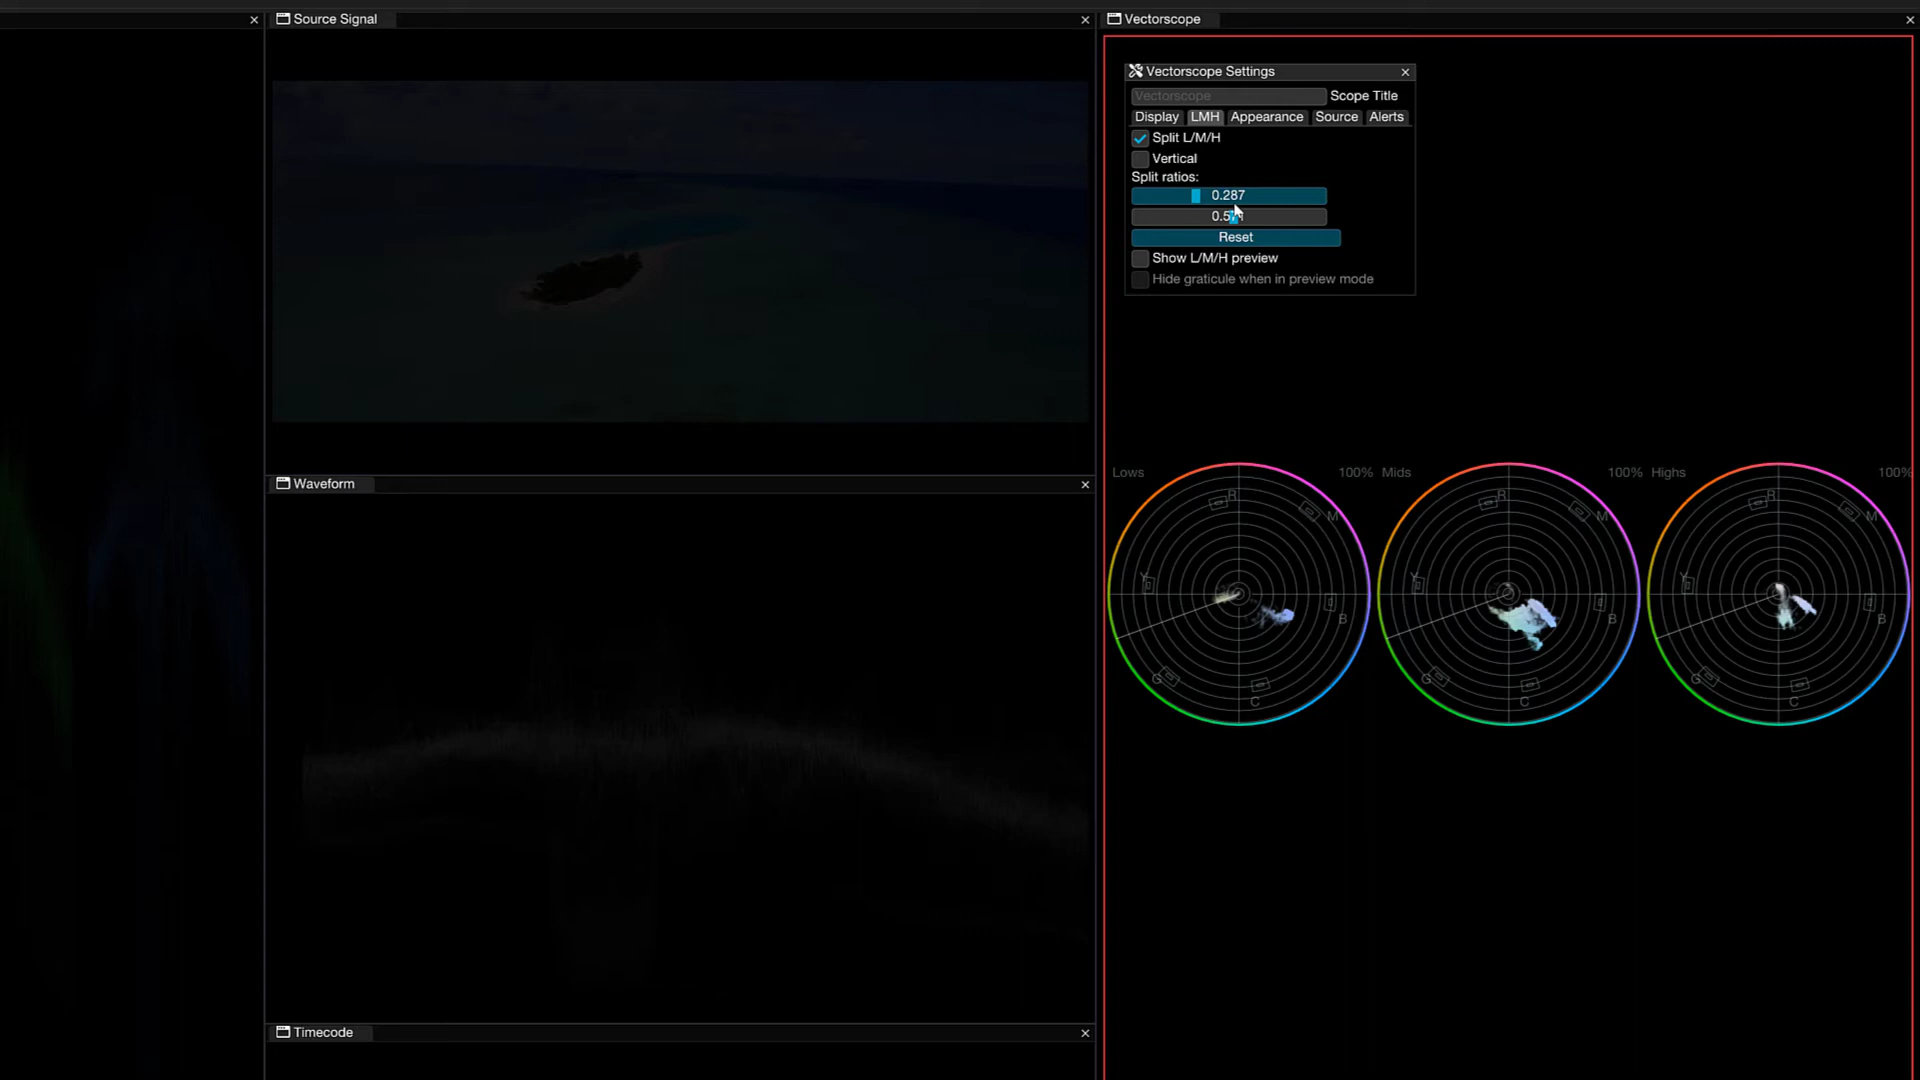 Source Signal
Vectorscope
Vectorscope Settings
Vectorscope
Scope Title
Display
LMH
Appearance
Source
Alerts
Split L/M/H
Vertical
Split ratios:
0.287
Reset
Show L/M/H preview
Hide graticule when in preview mode
Lows
100%
Mids
100%
Highs
100%
R
M
Y
B
G
C
R
M
Y
B
G
C
R
M
Y
B
G
C
Waveform
Timecode